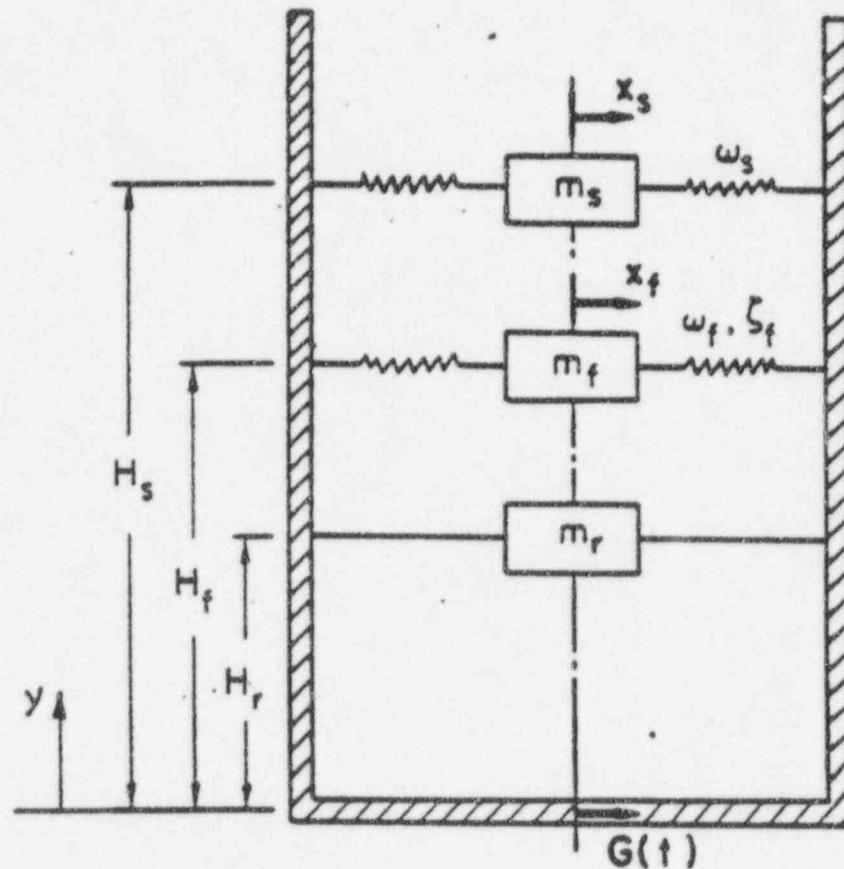 x_s
ω_s
m_s
x_f
ω_f, ζ_f
m_f
H_s
m_r
H_f
H_r
y
G(t)